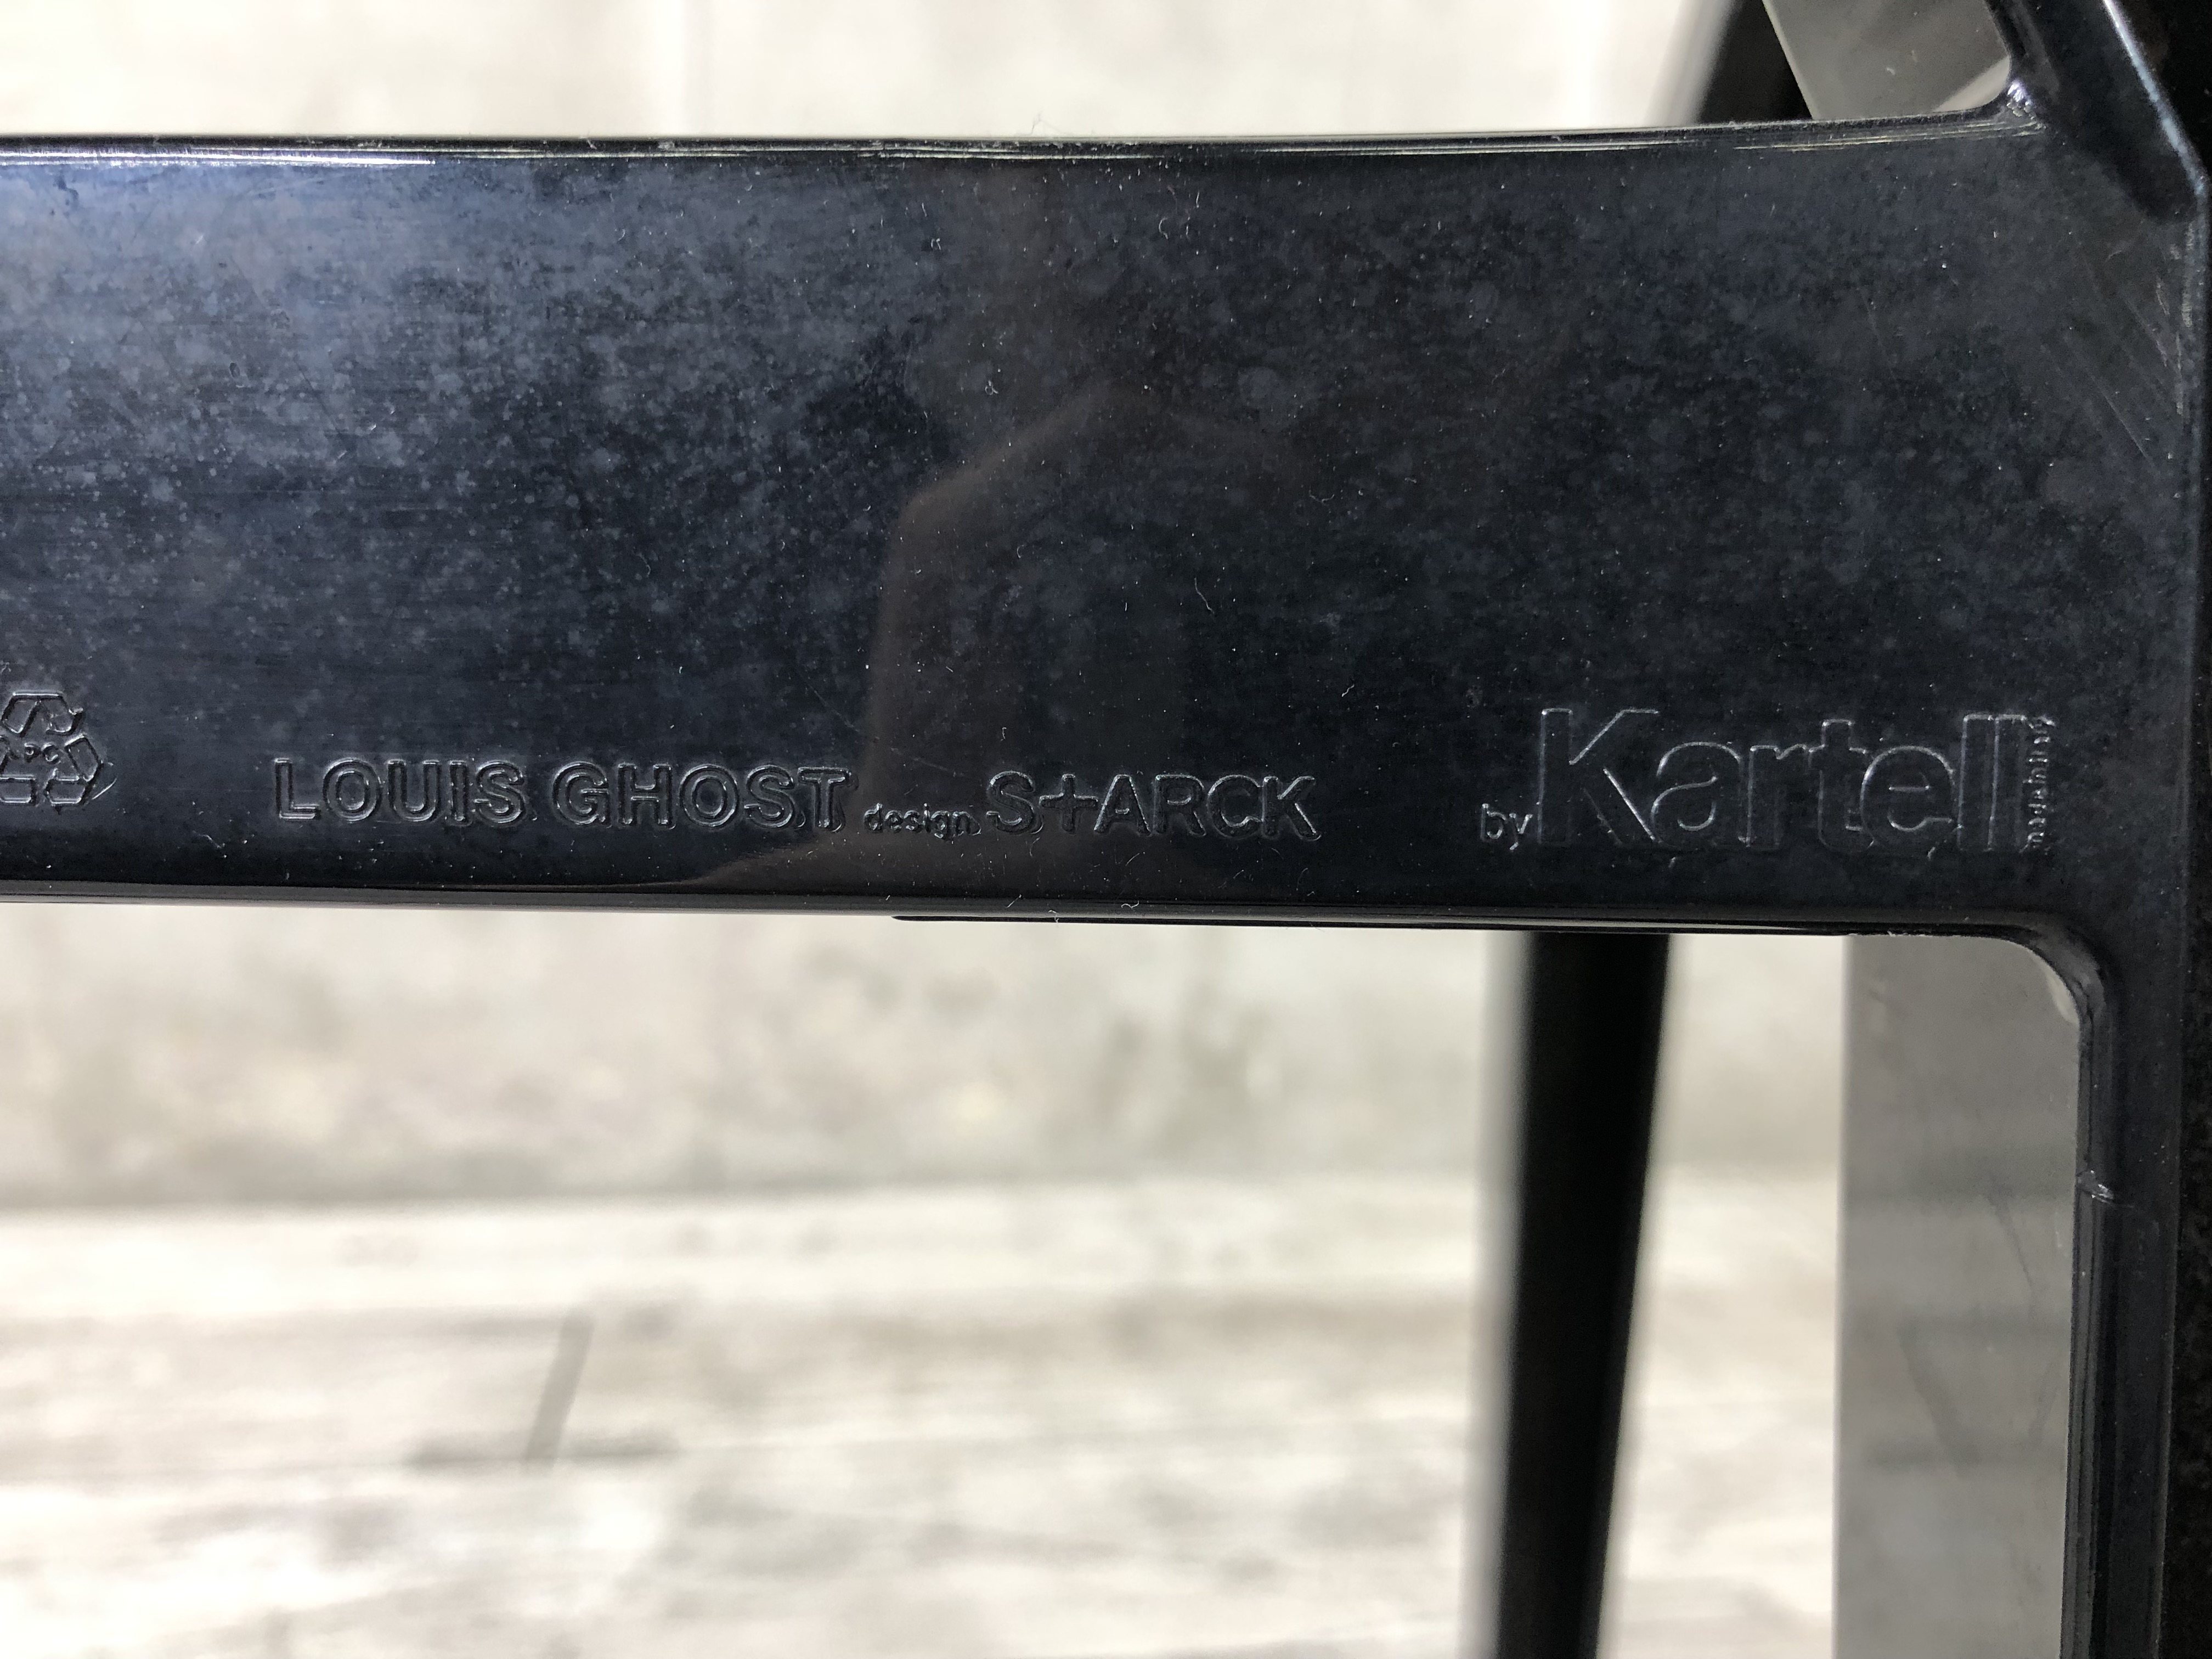 LOUIS GHOST design S+ARCK by Kartell